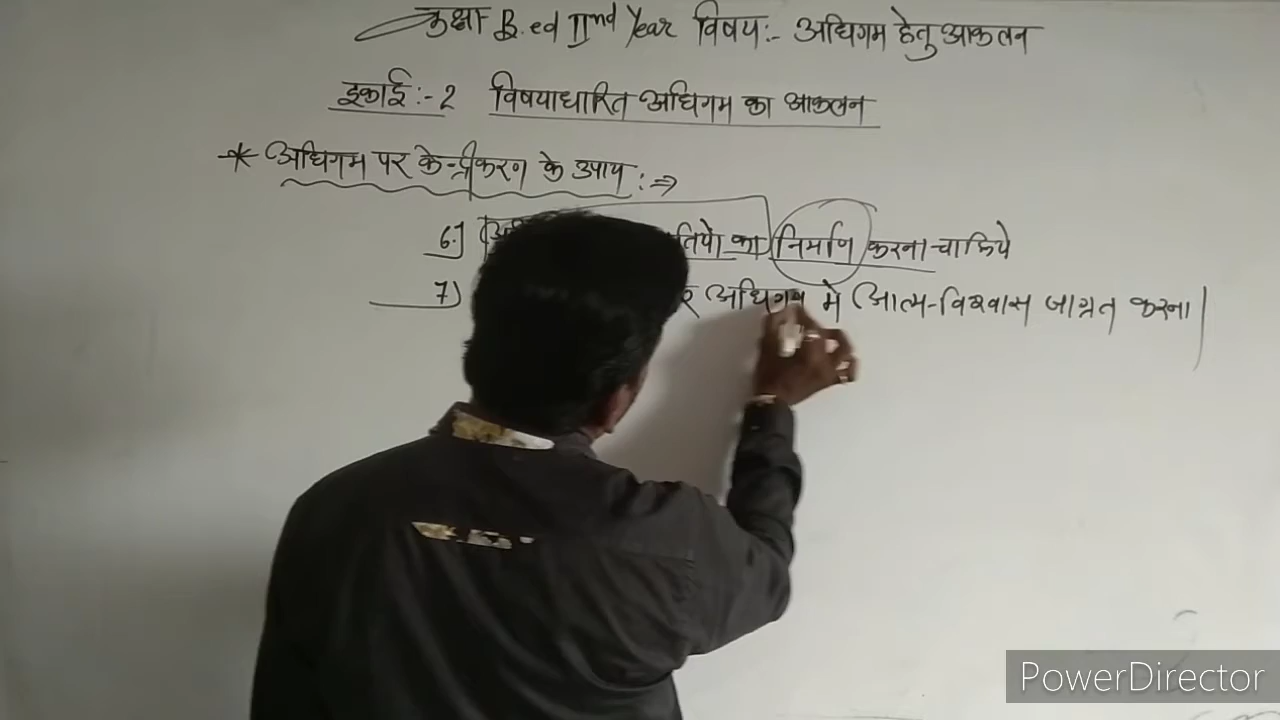 कक्षा B.ed IInd Year विषय:- अधिगम हेतु आकलन
इकाई:-2 विषयाधारित अधिगम का आकलन
* अधिगम पर केन्द्रीकरण के उपाय :⇒
6.] का निर्माण करना चाहिये
7) अधिगम मे आत्म-विश्वास जाग्रत करना|
PowerDirector